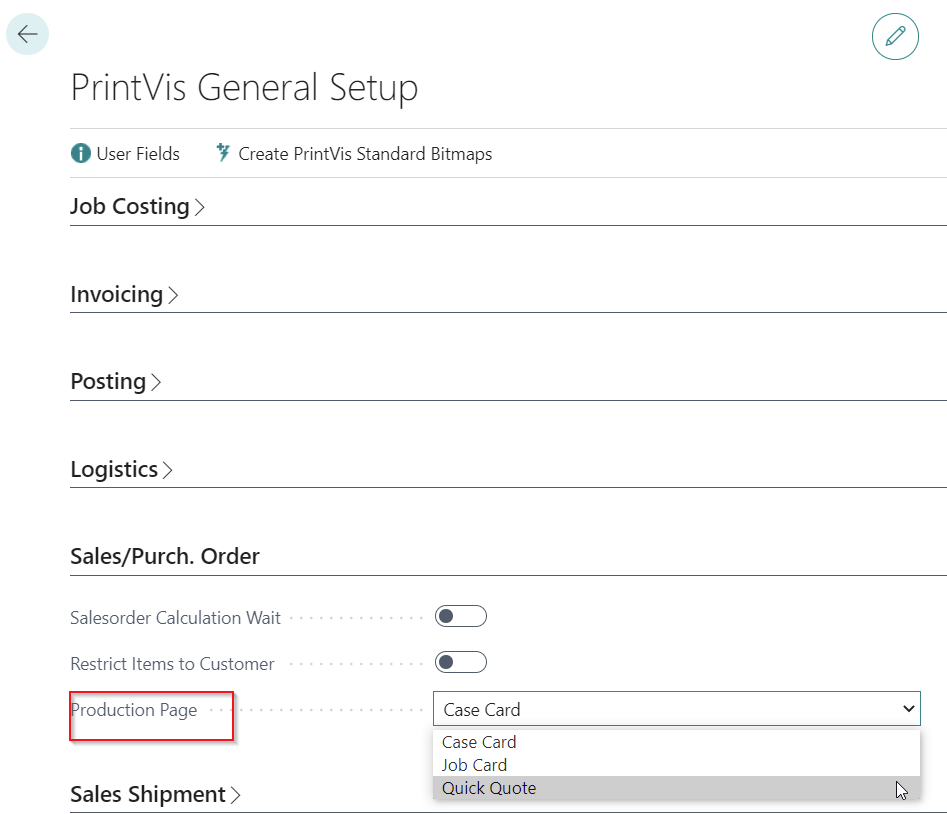 PrintVis General Setup
User Fields Create PrintVis Standard Bitmaps
Job Costing
Invoicing
Posting
Logistics
Sales/Purch. Order
Salesorder Calculation Wait
Restrict Items to Customer
Production Page Case Card
Case Card
Job Card
Quick Quote
Sales Shipment